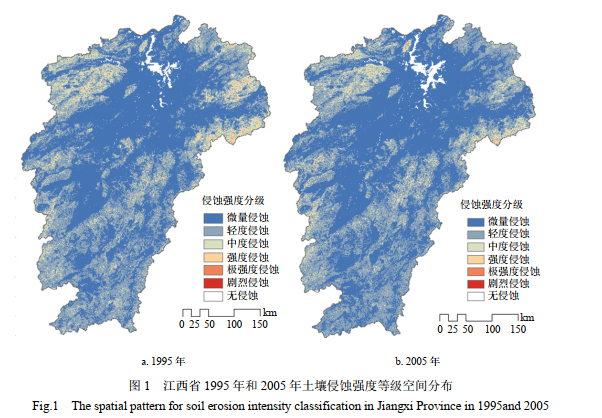 侵蚀强度分级
微量侵蚀
轻度侵蚀
中度侵蚀
强度侵蚀
极强度侵蚀
剧烈侵蚀
无侵蚀
km
0 25 50 100 150
侵蚀强度分级
微量侵蚀
轻度侵蚀
中度侵蚀
强度侵蚀
极强度侵蚀
剧烈侵蚀
无侵蚀
km
0 25 50 100 150
a. 1995 年
b. 2005 年
图 1 江西省 1995 年和 2005 年土壤侵蚀强度等级空间分布
Fig.1 The spatial pattern for soil erosion intensity classification in Jiangxi Province in 1995and 2005